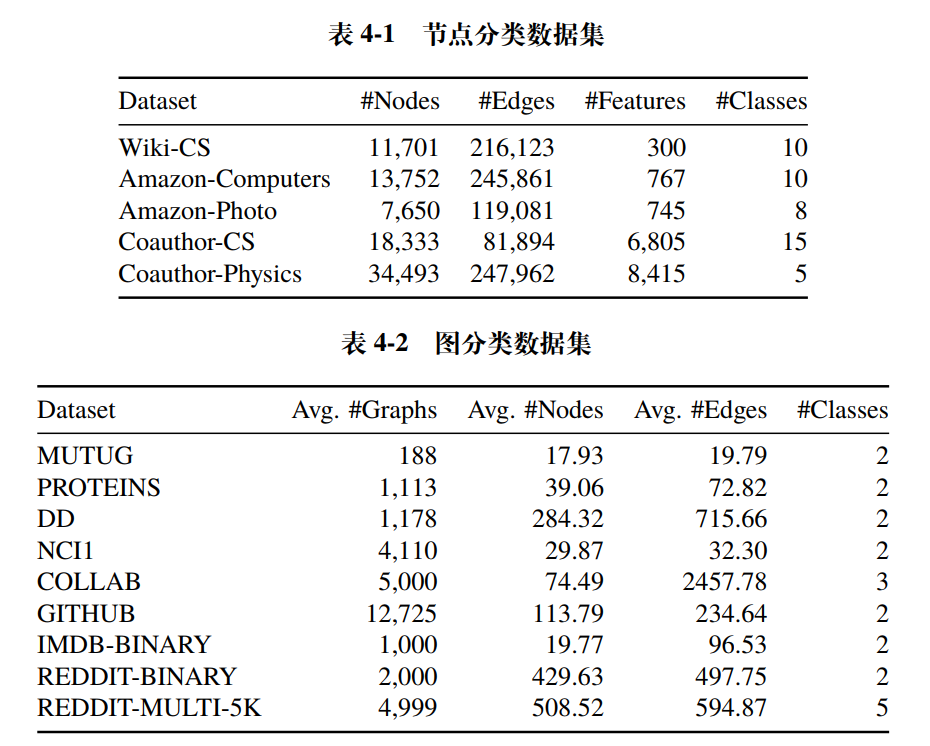 表 4-1 节点分类数据集
Dataset #Nodes #Edges #Features #Classes
Wiki-CS 11,701 216,123 300 10
Amazon-Computers 13,752 245,861 767 10
Amazon-Photo 7,650 119,081 745 8
Coauthor-CS 18,333 81,894 6,805 15
Coauthor-Physics 34,493 247,962 8,415 5
表 4-2 图分类数据集
Dataset Avg. #Graphs Avg. #Nodes Avg. #Edges #Classes
MUTUG 188 17.93 19.79 2
PROTEINS 1,113 39.06 72.82 2
DD 1,178 284.32 715.66 2
NCI1 4,110 29.87 32.30 2
COLLAB 5,000 74.49 2457.78 3
GITHUB 12,725 113.79 234.64 2
IMDB-BINARY 1,000 19.77 96.53 2
REDDIT-BINARY 2,000 429.63 497.75 2
REDDIT-MULTI-5K 4,999 508.52 594.87 5